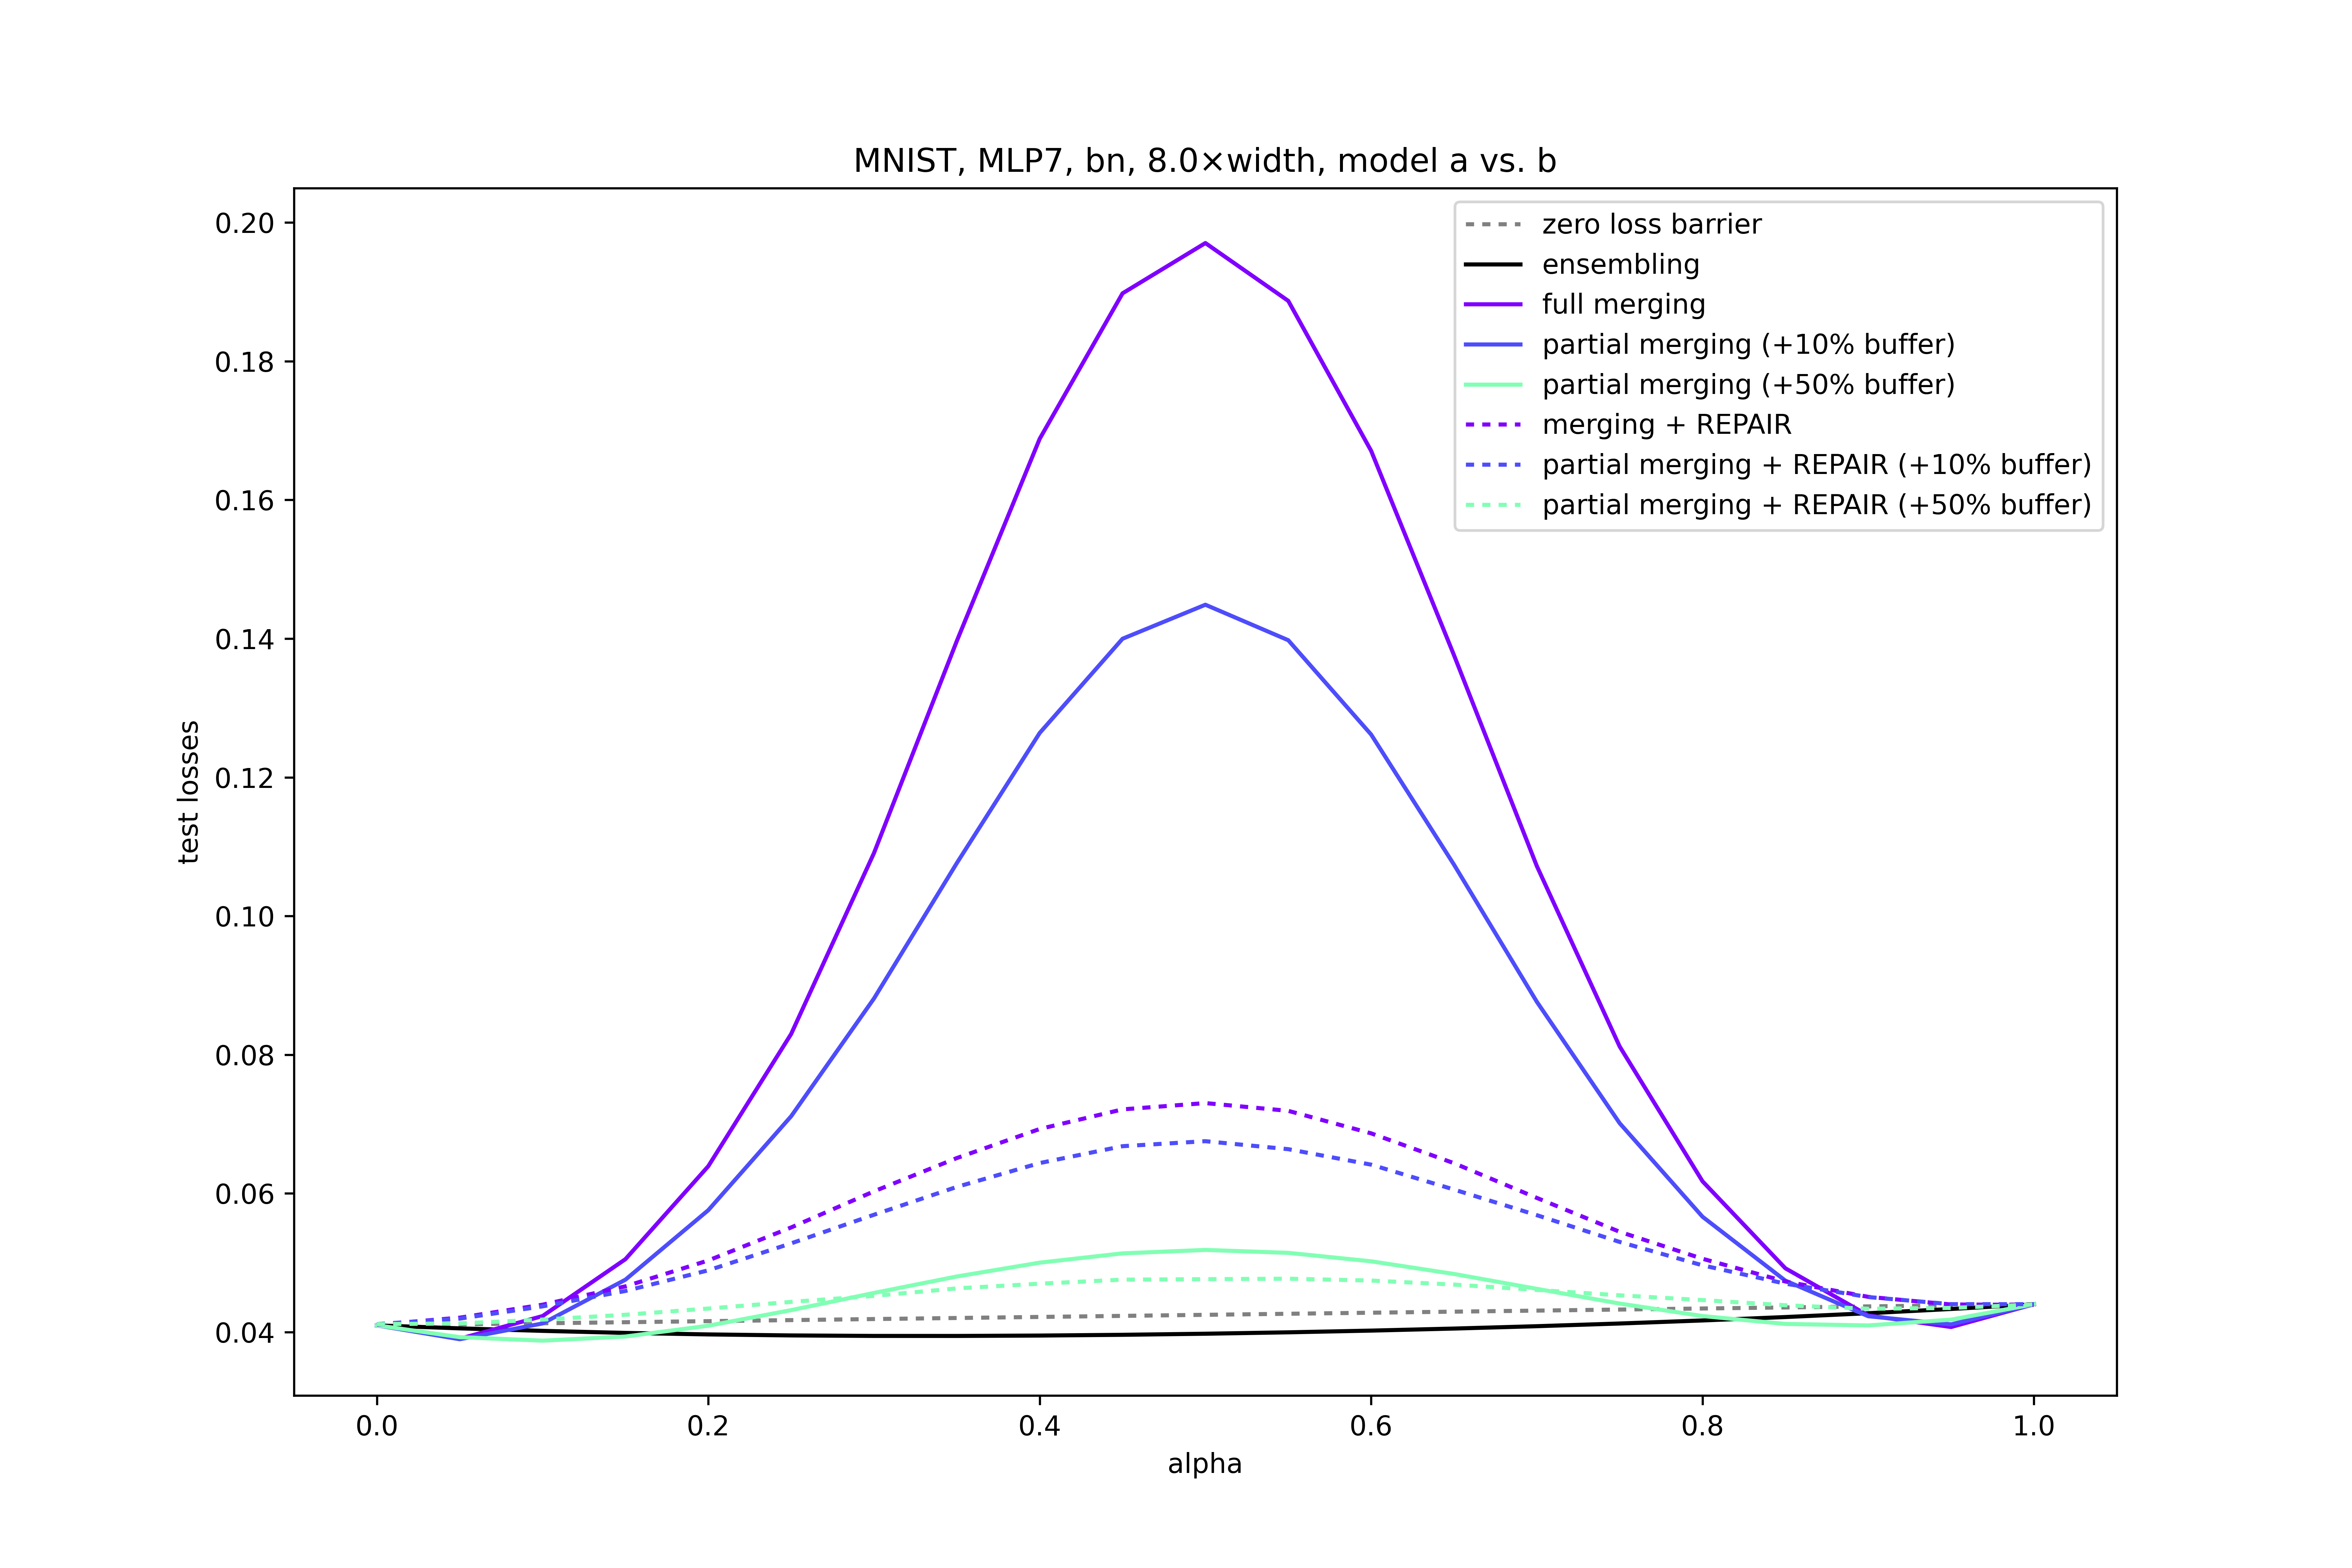 MNIST, MLP7, bn, 8.0×width, model a vs. b
0.20
0.18
0.16
0.14
0.12
0.10
0.08
0.06
0.04
test losses
zero loss barrier
ensembling
full merging
partial merging (+10% buffer)
partial merging (+50% buffer)
merging + REPAIR
partial merging + REPAIR (+10% buffer)
partial merging + REPAIR (+50% buffer)
0.0 0.2 0.4 0.6 0.8 1.0
alpha